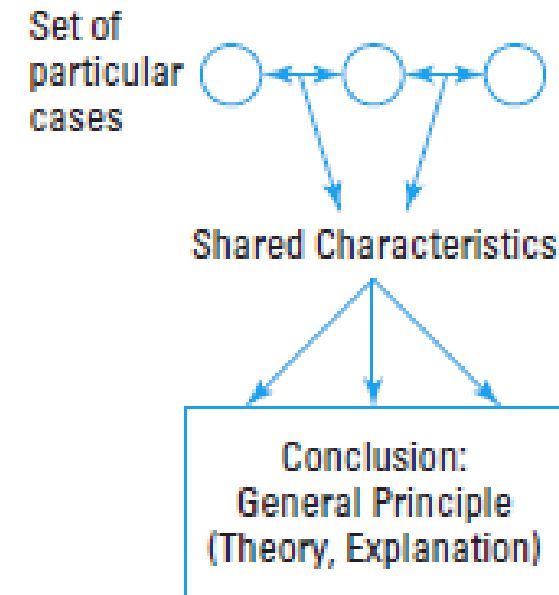 Set of
particular
cases
Shared Characteristics
Conclusion:
General Principle
(Theory, Explanation)